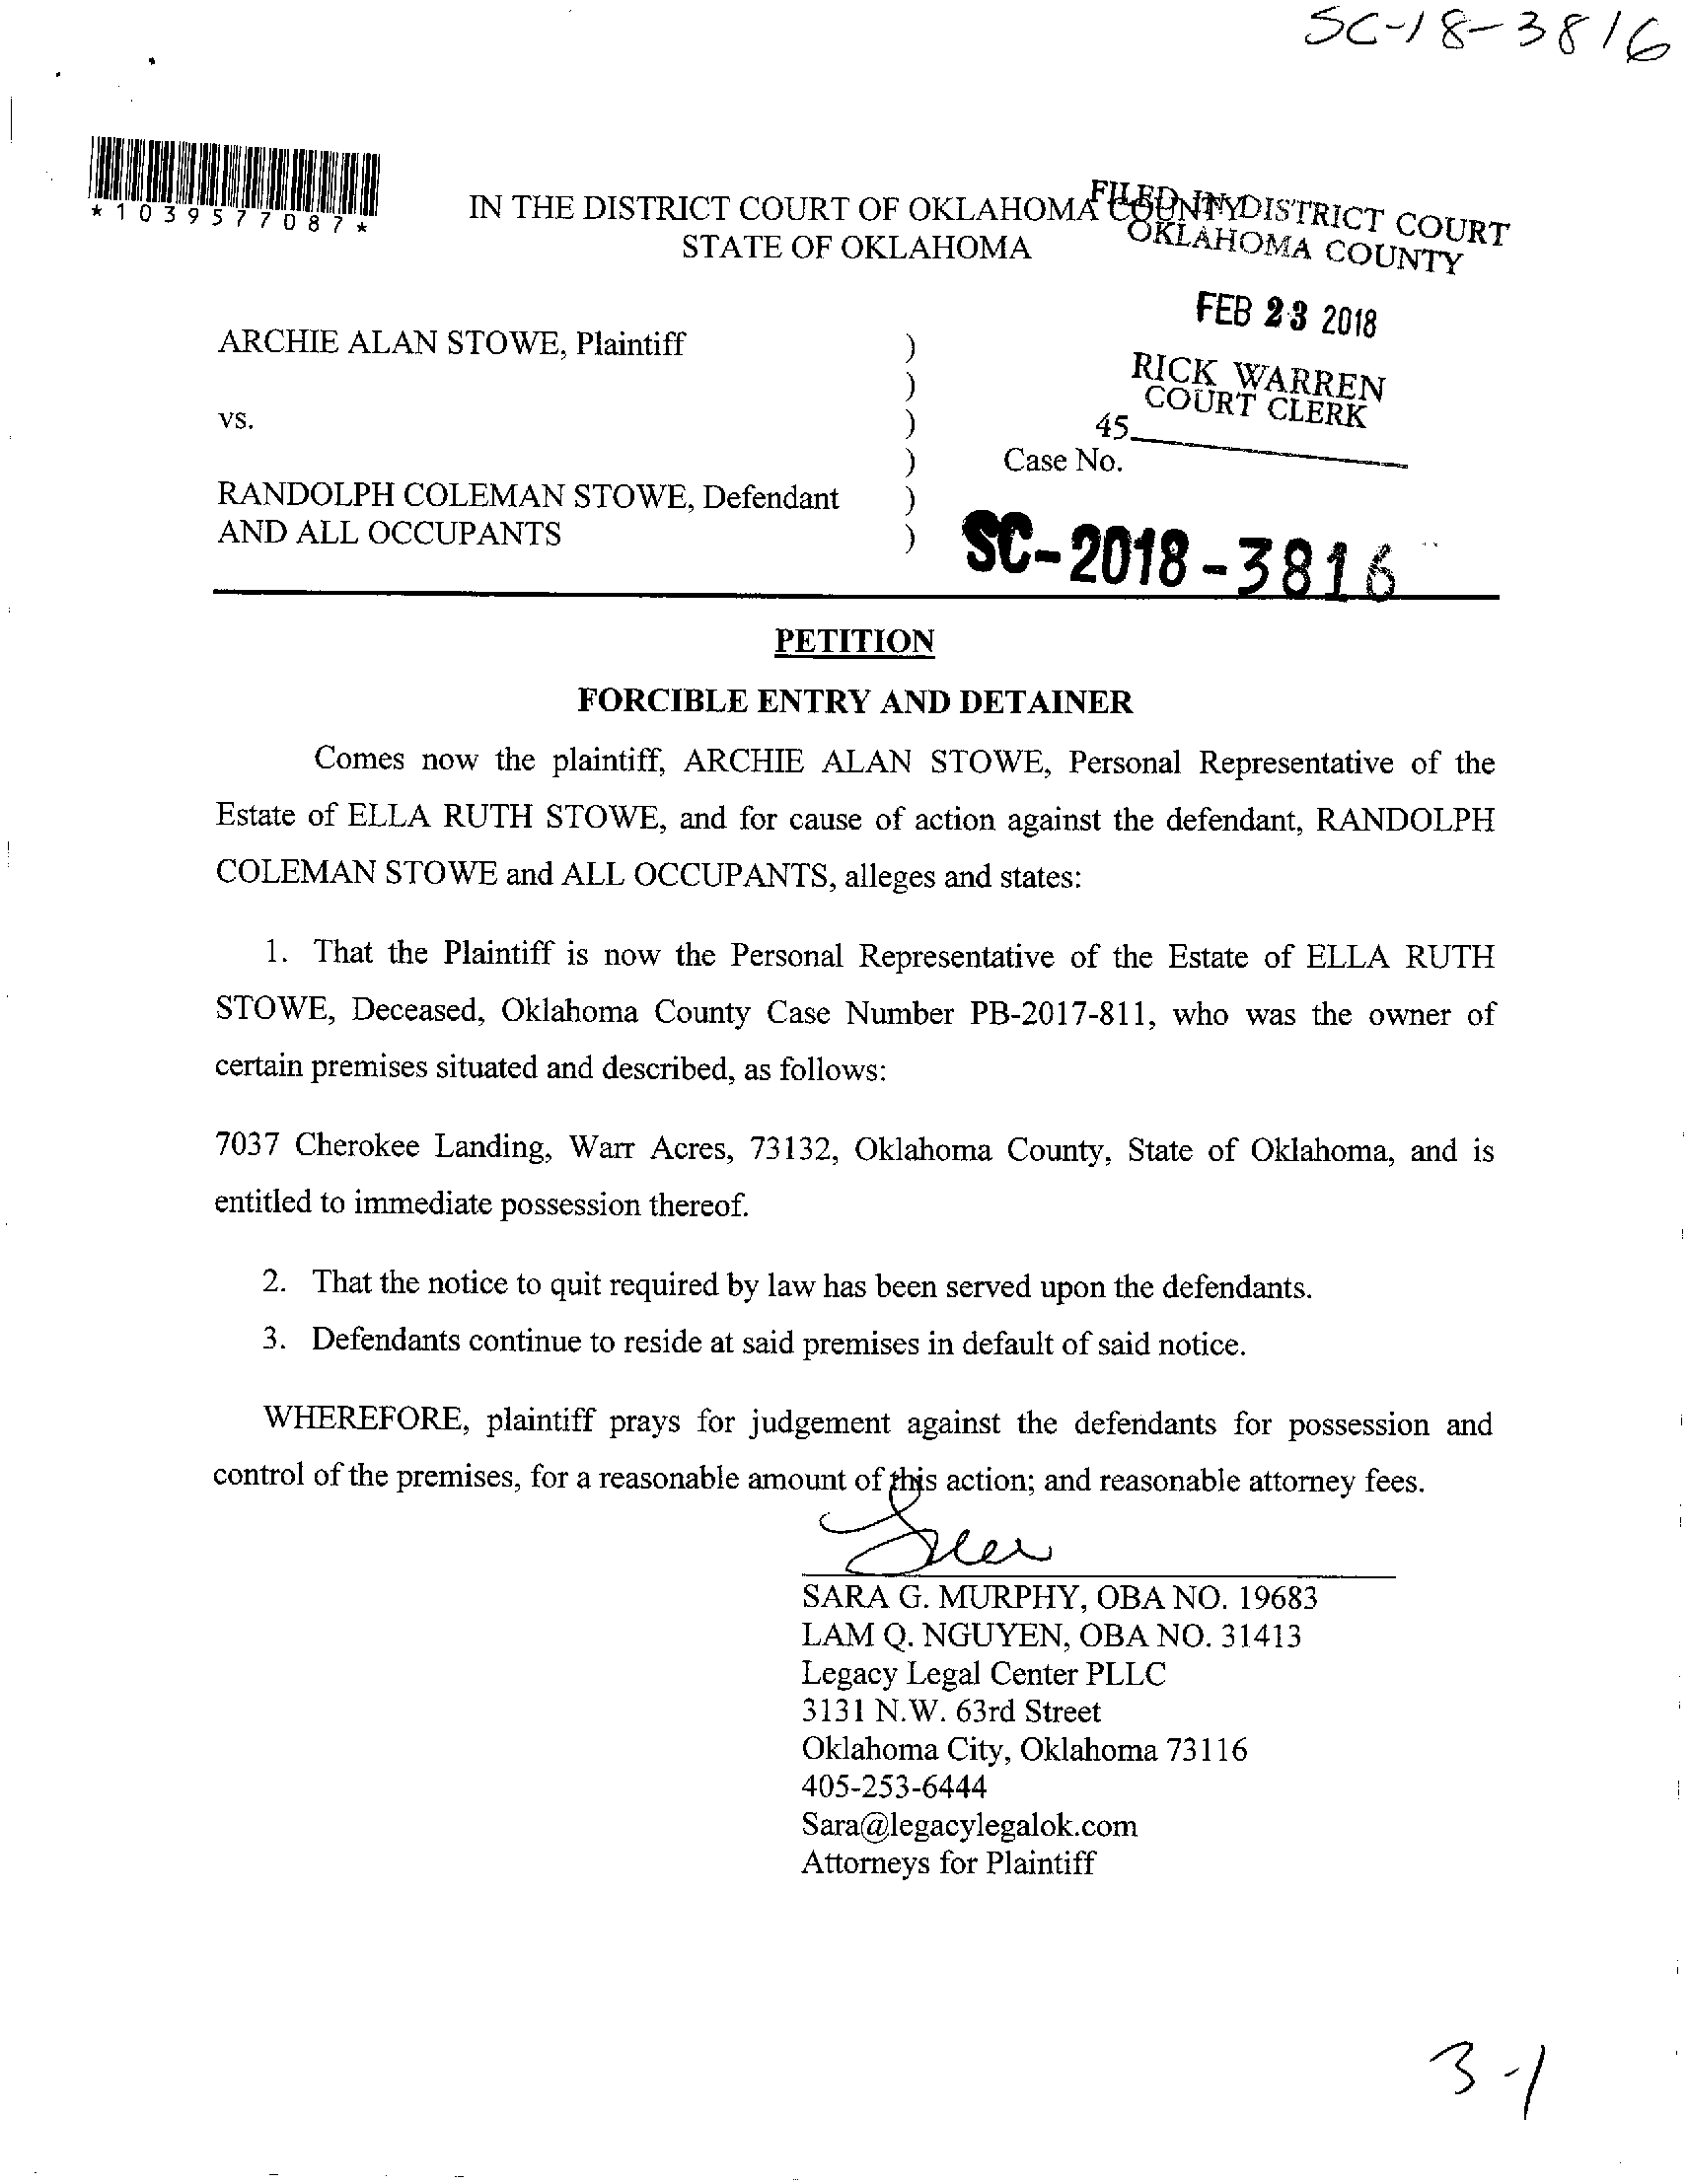 SC-18-3816
*1039577087*
IN THE DISTRICT COURT OF OKLAHOMA COUNTY
STATE OF OKLAHOMA
FILED IN DISTRICT COURT
OKLAHOMA COUNTY
FEB 23 2018
RICK WARREN
COURT CLERK
45
ARCHIE ALAN STOWE, Plaintiff )
)
vs. )
) Case No.
RANDOLPH COLEMAN STOWE, Defendant )
AND ALL OCCUPANTS )
SC-2018-3816
PETITION
FORCIBLE ENTRY AND DETAINER
Comes now the plaintiff, ARCHIE ALAN STOWE, Personal Representative of the
Estate of ELLA RUTH STOWE, and for cause of action against the defendant, RANDOLPH
COLEMAN STOWE and ALL OCCUPANTS, alleges and states:
1. That the Plaintiff is now the Personal Representative of the Estate of ELLA RUTH
STOWE, Deceased, Oklahoma County Case Number PB-2017-811, who was the owner of
certain premises situated and described, as follows:
7037 Cherokee Landing, Warr Acres, 73132, Oklahoma County, State of Oklahoma, and is
entitled to immediate possession thereof.
2. That the notice to quit required by law has been served upon the defendants.
3. Defendants continue to reside at said premises in default of said notice.
WHEREFORE, plaintiff prays for judgement against the defendants for possession and
control of the premises, for a reasonable amount of this action; and reasonable attorney fees.
SARA G. MURPHY, OBA NO. 19683
LAM Q. NGUYEN, OBA NO. 31413
Legacy Legal Center PLLC
3131 N.W. 63rd Street
Oklahoma City, Oklahoma 73116
405-253-6444
Sara@legacylegalok.com
Attorneys for Plaintiff
3-1